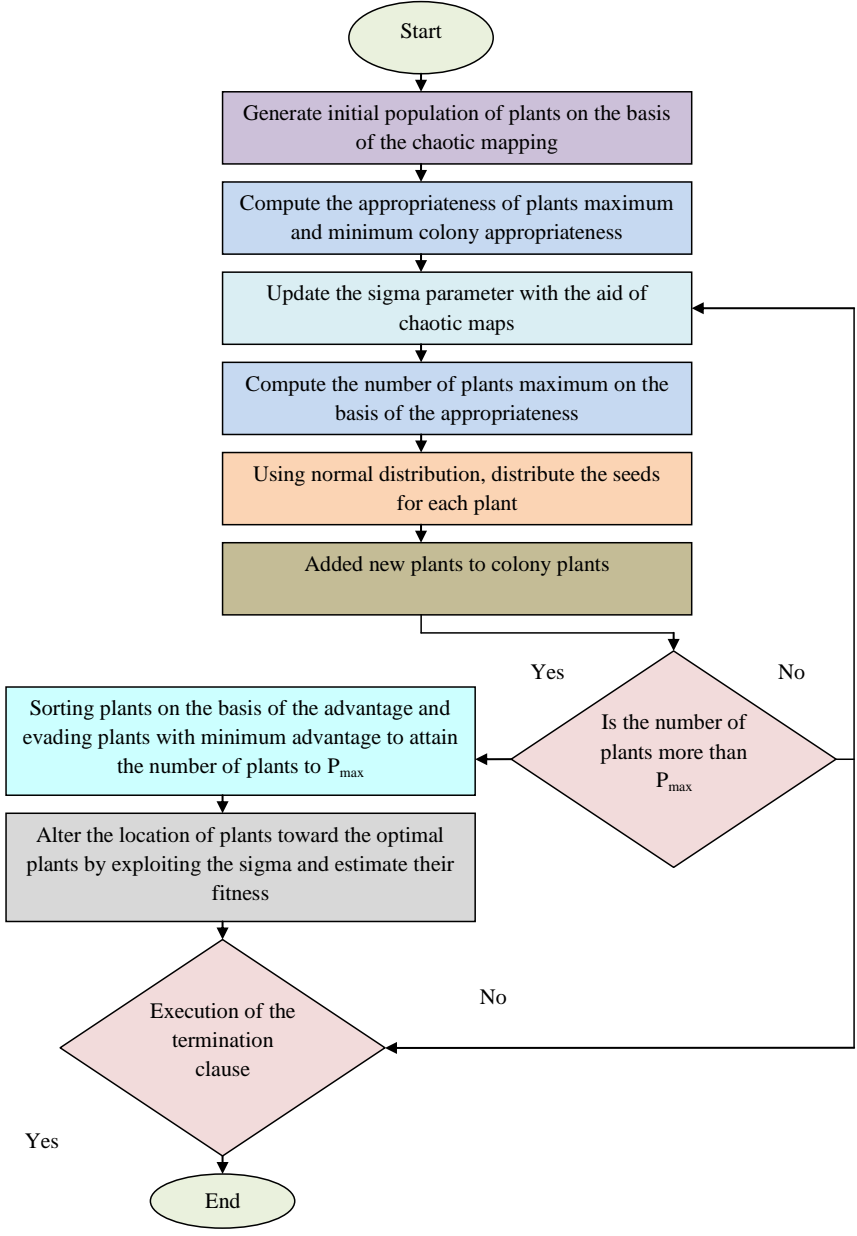 Start
Generate initial population of plants on the basis
of the chaotic mapping
Compute the appropriateness of plants maximum
and minimum colony appropriateness
Update the sigma parameter with the aid of
chaotic maps
Compute the number of plants maximum on the
basis of the appropriateness
Using normal distribution, distribute the seeds
for each plant
Added new plants to colony plants
Yes
No
Is the number of
plants more than
Pmax
Sorting plants on the basis of the advantage and
evading plants with minimum advantage to attain
the number of plants to Pmax
Alter the location of plants toward the optimal
plants by exploiting the sigma and estimate their
fitness
No
Execution of the
termination
clause
Yes
End